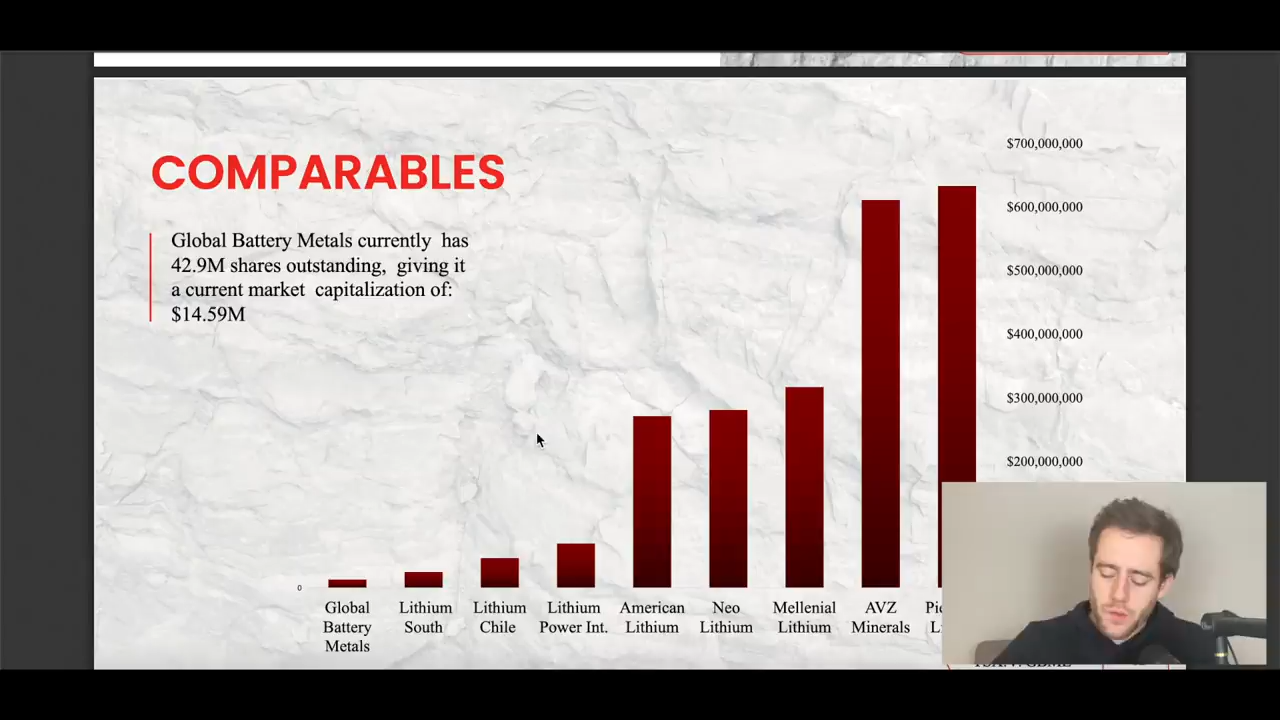 COMPARABLES
Global Battery Metals currently has
42.9M shares outstanding, giving it
a current market capitalization of:
$14.59M
$700,000,000
$600,000,000
$500,000,000
$400,000,000
$300,000,000
$200,000,000
0
Global
Battery
Metals
Lithium
South
Lithium
Chile
Lithium
Power Int.
American
Lithium
Neo
Lithium
Mellenial
Lithium
AVZ
Minerals